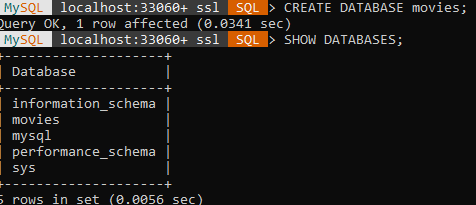 MySQL localhost:33060+ ssl SQL > CREATE DATABASE movies;
Query OK, 1 row affected (0.0341 sec)
MySQL localhost:33060+ ssl SQL > SHOW DATABASES;
+--------------------+
| Database           |
+--------------------+
| information_schema |
| movies             |
| mysql              |
| performance_schema |
| sys                |
+--------------------+
5 rows in set (0.0056 sec)